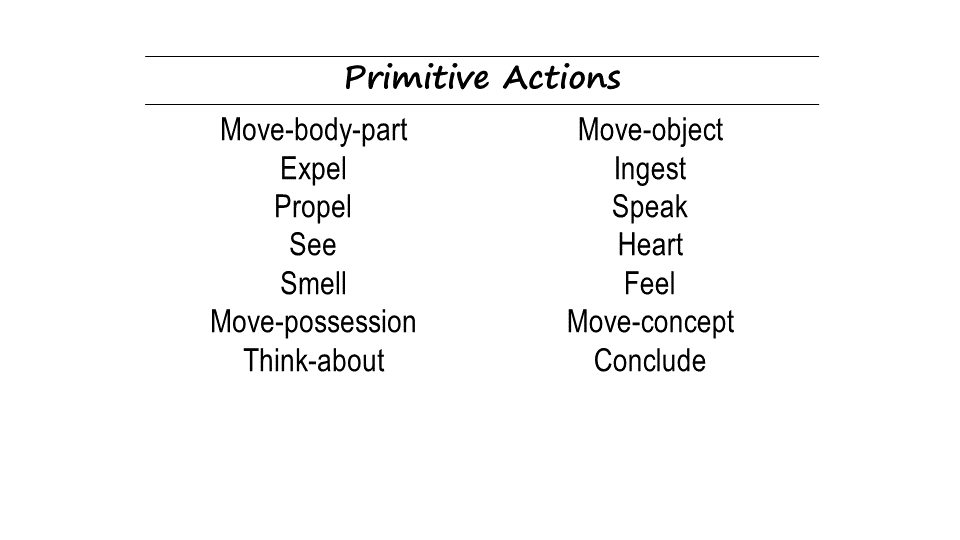 Primitive Actions
Move-body-part Move-object
Expel Ingest
Propel Speak
See Heart
Smell Feel
Move-possession Move-concept
Think-about Conclude